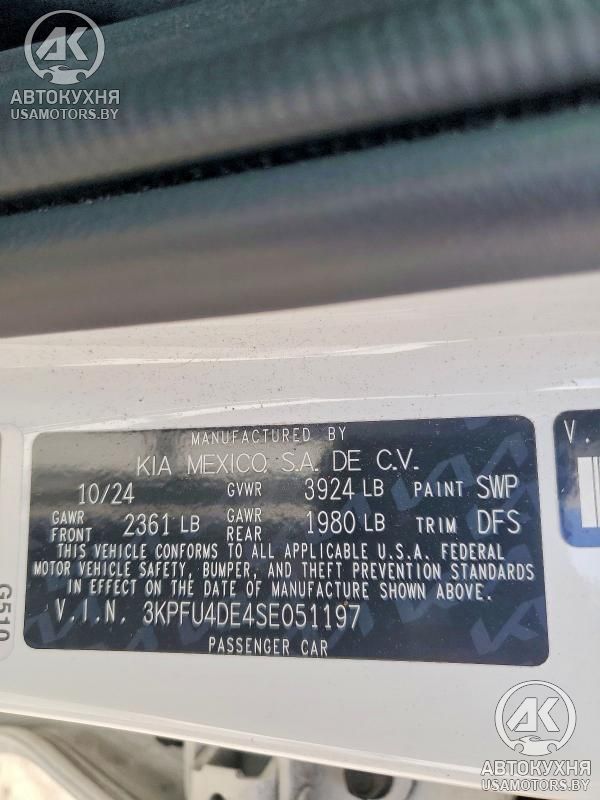 AK
АВТОКУХНЯ
USAMOTORS.BY
MANUFACTURED BY
KIA MEXICO, S.A. DE C.V.
10/24 GVWR 3924 LB PAINT SWP
GAWR FRONT 2361 LB GAWR REAR 1980 LB TRIM DFS
THIS VEHICLE CONFORMS TO ALL APPLICABLE U.S.A. FEDERAL
MOTOR VEHICLE SAFETY, BUMPER, AND THEFT PREVENTION STANDARDS
IN EFFECT ON THE DATE OF MANUFACTURE SHOWN ABOVE.
V.I.N. 3KPFU4DE4SE051197
PASSENGER CAR
G510
V.
AK
АВТОКУХНЯ
USAMOTORS.BY